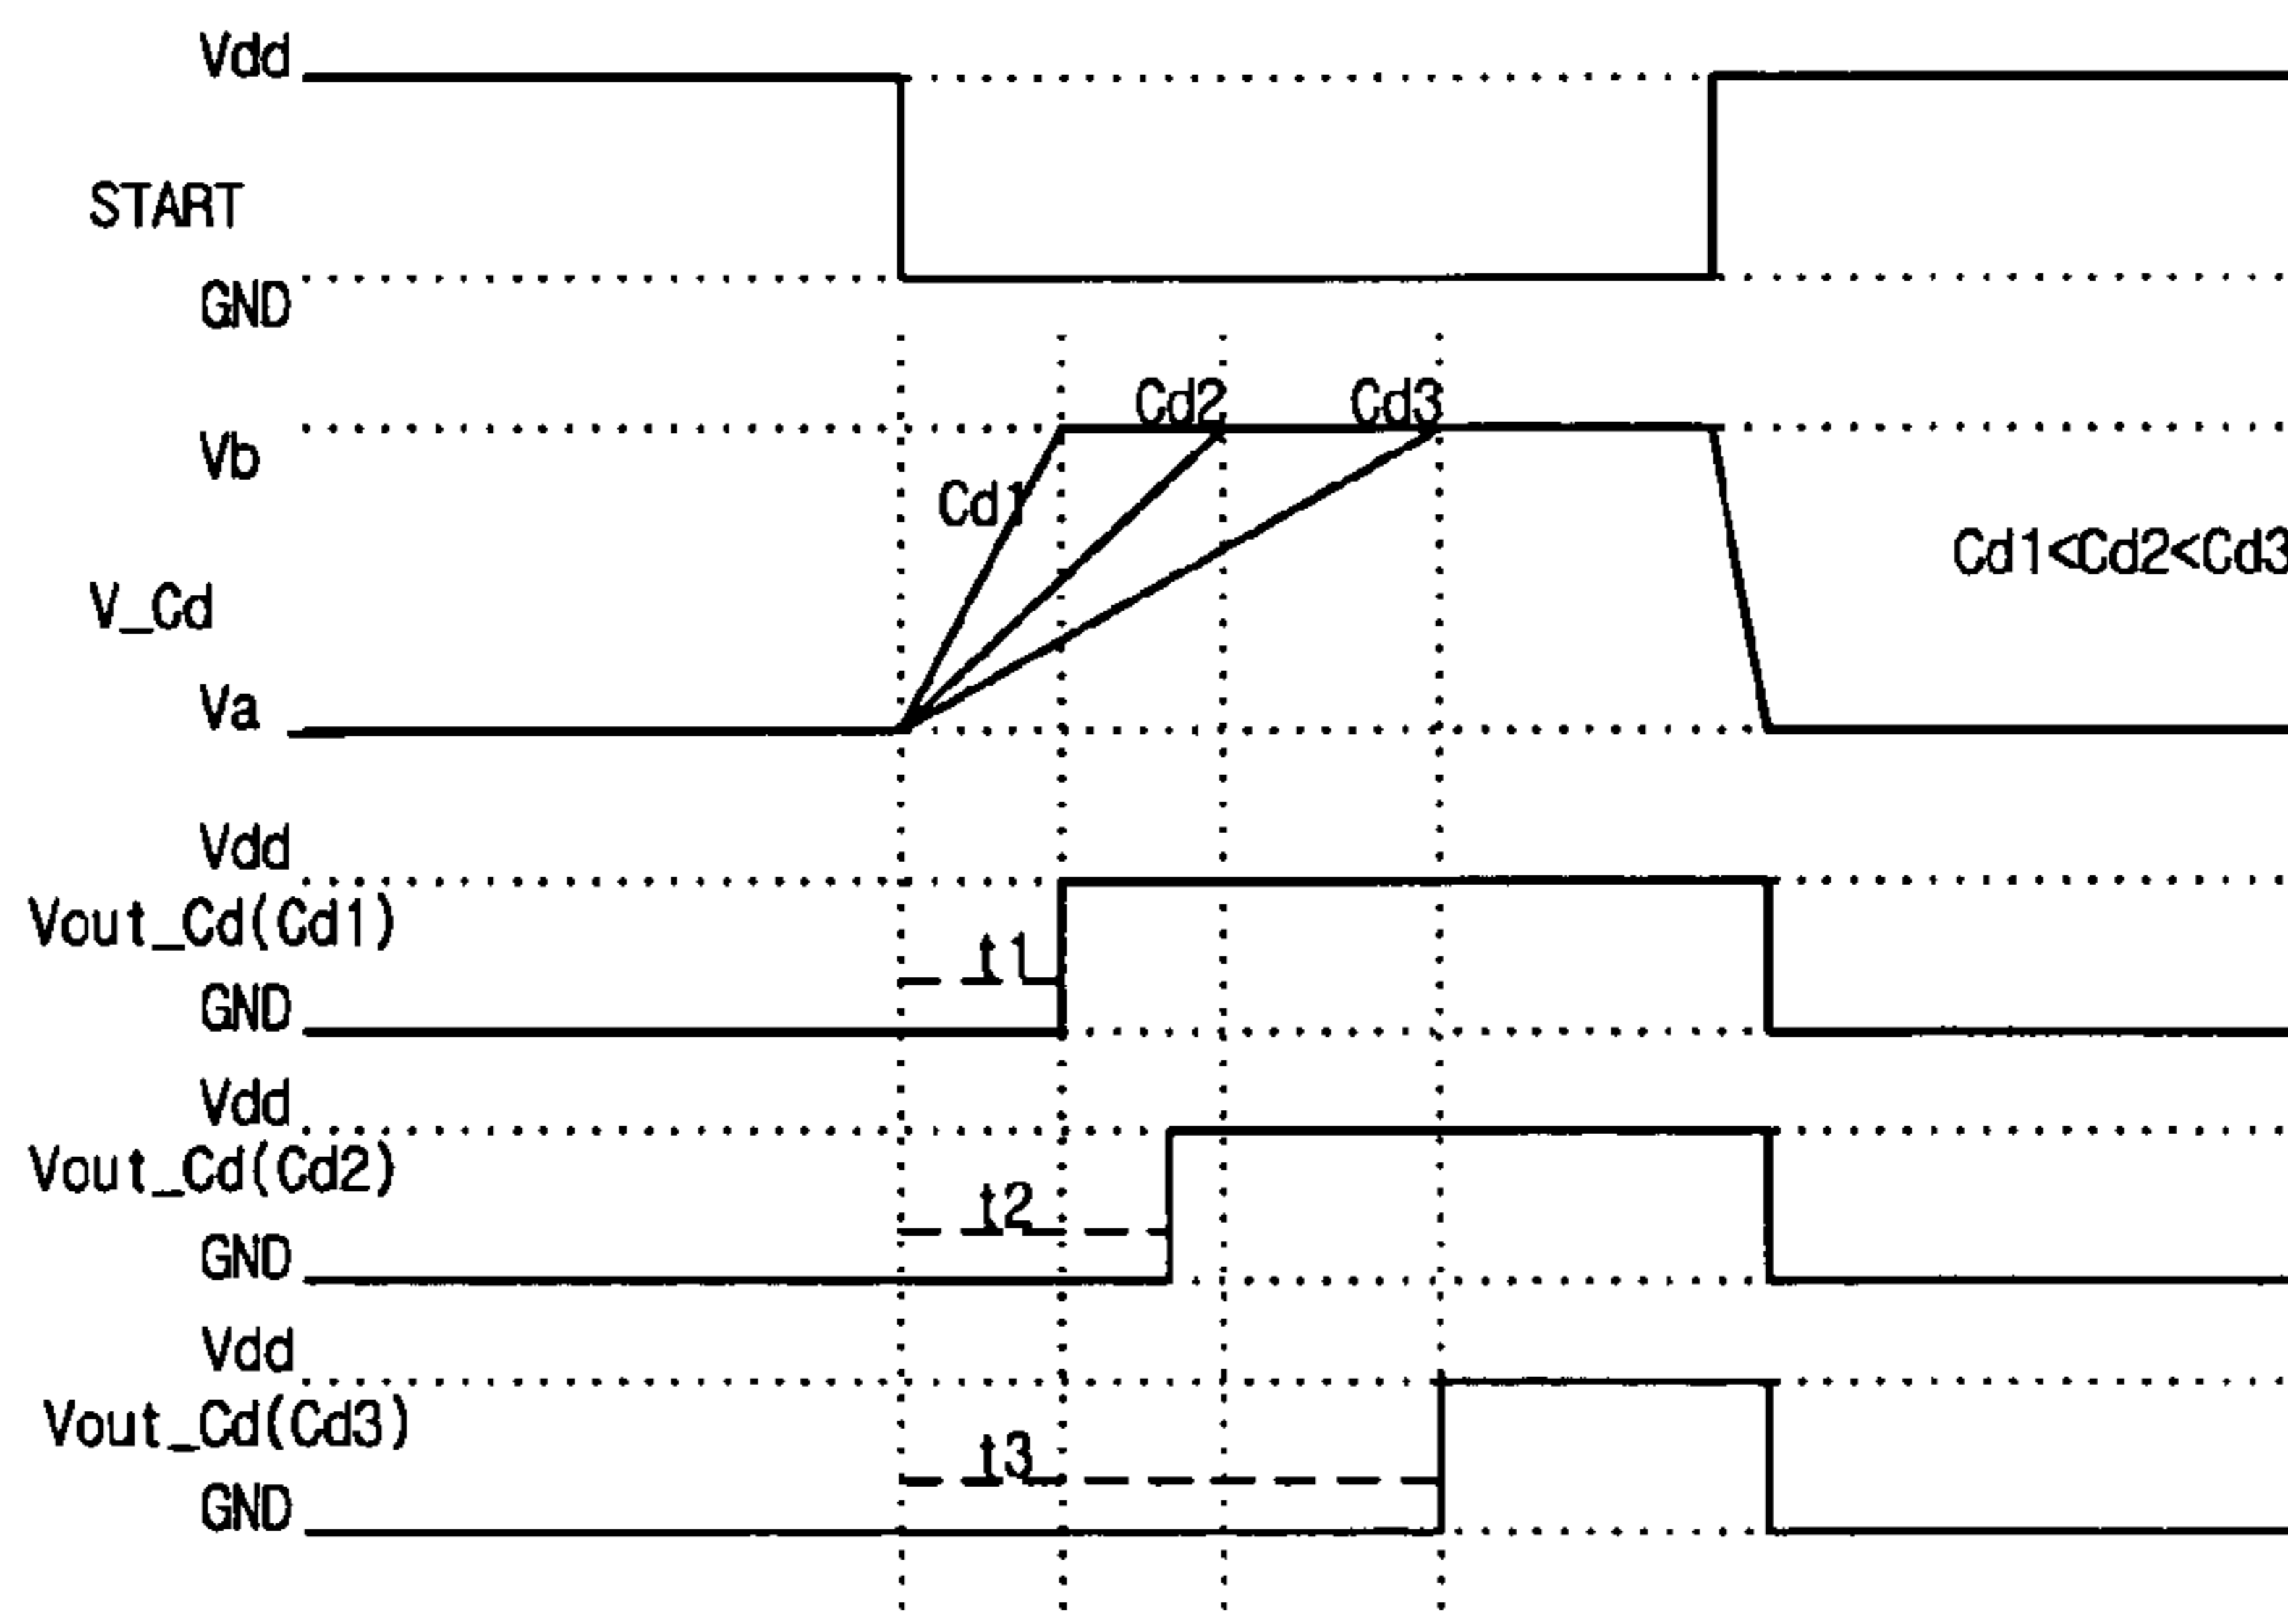 Vdd
START
GND
Cd2 Cd3
Vb
Cd1
Cd1<Cd2<Cd3
V_Cd
Va
Vdd
Vout_Cd(Cd1)
t1
GND
Vdd
Vout_Cd(Cd2)
t2
GND
Vdd
Vout_Cd(Cd3)
t3
GND